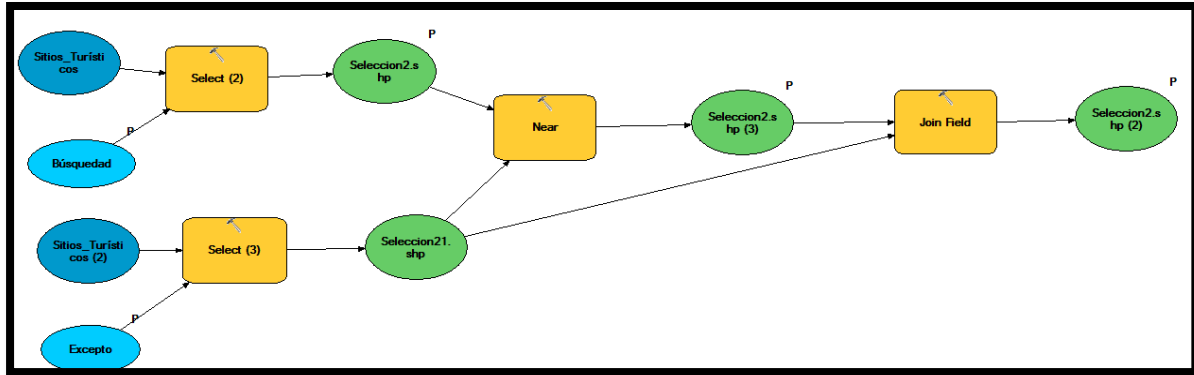 Sitios_Turísti
cos
Select (2)
P
Seleccion2.s
hp
P
Búsquedad
Near
Seleccion2.s
hp (3)
P
Join Field
Seleccion2.s
hp (2)
P
Sitios_Turísti
cos (2)
Select (3)
Seleccion21.
shp
P
Excepto